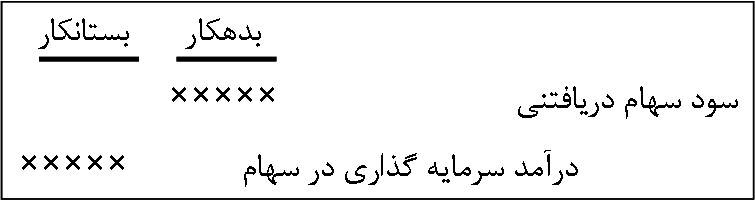 بدهکار بستانکار
سود سهام دریافتنی ×××××
درآمد سرمایه گذاری در سهام ×××××